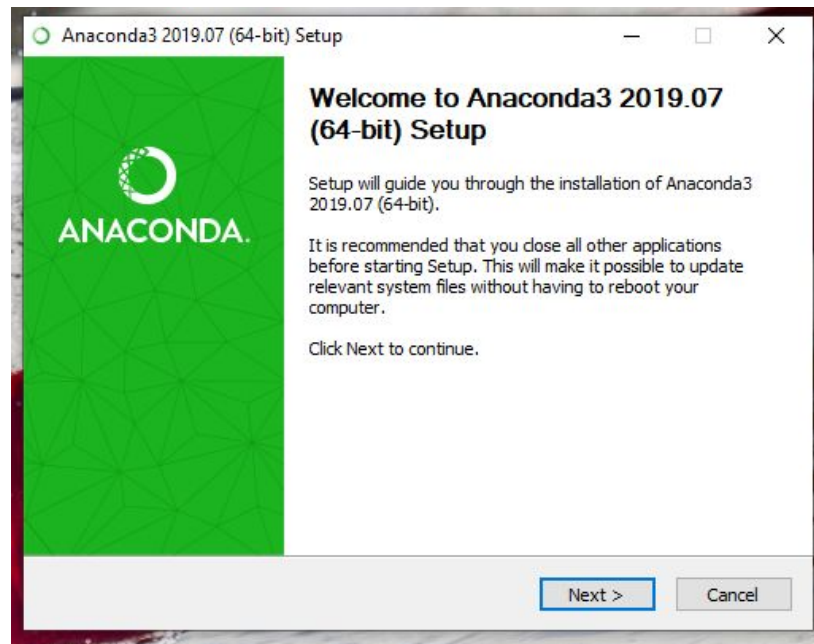 Anaconda3 2019.07 (64-bit) Setup
ANACONDA.
Welcome to Anaconda3 2019.07
(64-bit) Setup
Setup will guide you through the installation of Anaconda3
2019.07 (64-bit).
It is recommended that you close all other applications
before starting Setup. This will make it possible to update
relevant system files without having to reboot your
computer.
Click Next to continue.
Next >
Cancel